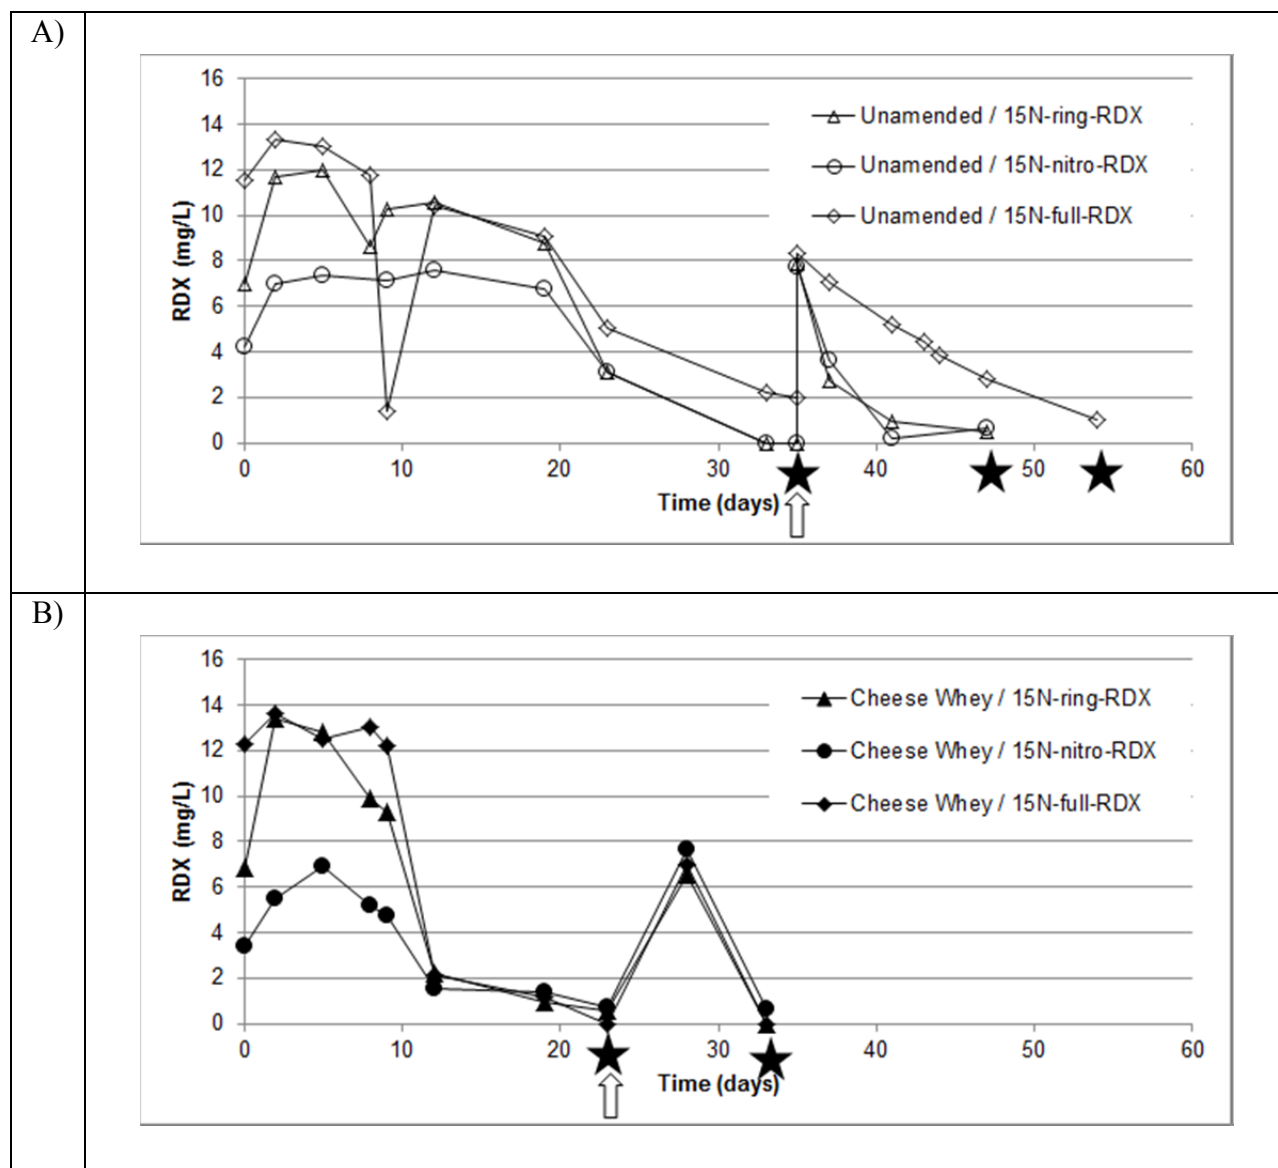 A)
16
14
12
10
8
6
4
2
0
RDX (mg/L)
Unamended / 15N-ring-RDX
Unamended / 15N-nitro-RDX
Unamended / 15N-full-RDX
0 10 20 30 40 50 60
Time (days)
B)
16
14
12
10
8
6
4
2
0
RDX (mg/L)
Cheese Whey / 15N-ring-RDX
Cheese Whey / 15N-nitro-RDX
Cheese Whey / 15N-full-RDX
0 10 20 30 40 50 60
Time (days)